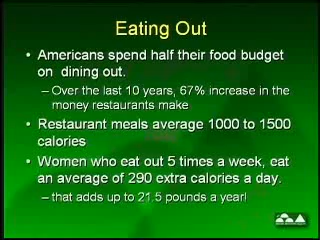 Eating Out
• Americans spend half their food budget
on dining out.
– Over the last 10 years, 67% increase in the
money restaurants make
• Restaurant meals average 1000 to 1500
calories
• Women who eat out 5 times a week, eat
an average of 290 extra calories a day.
– that adds up to 21.5 pounds a year!